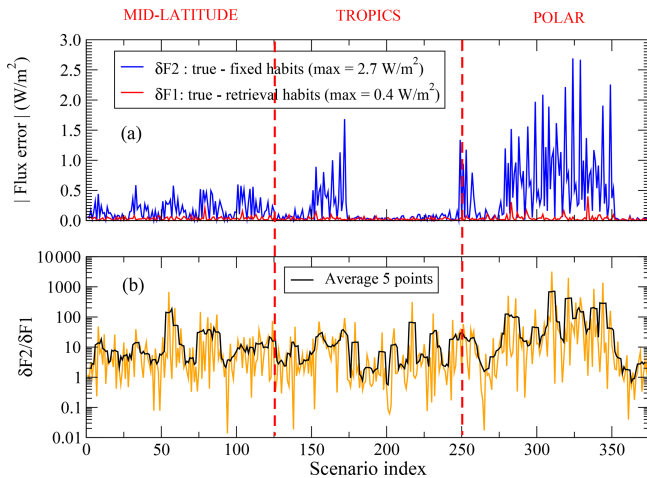 MID-LATITUDE TROPICS POLAR
3.0
δF2 : true - fixed habits (max = 2.7 W/m²)
2.5
δF1: true - retrieval habits (max = 0.4 W/m²)
2.0
| Flux error | (W/m²)
1.5
(a)
1.0
0.5
0.0
10000
(b)
Average 5 points
1000
100
δF2/δF1
10
1
0.1
0.01
0 50 100 150 200 250 300 350
Scenario index